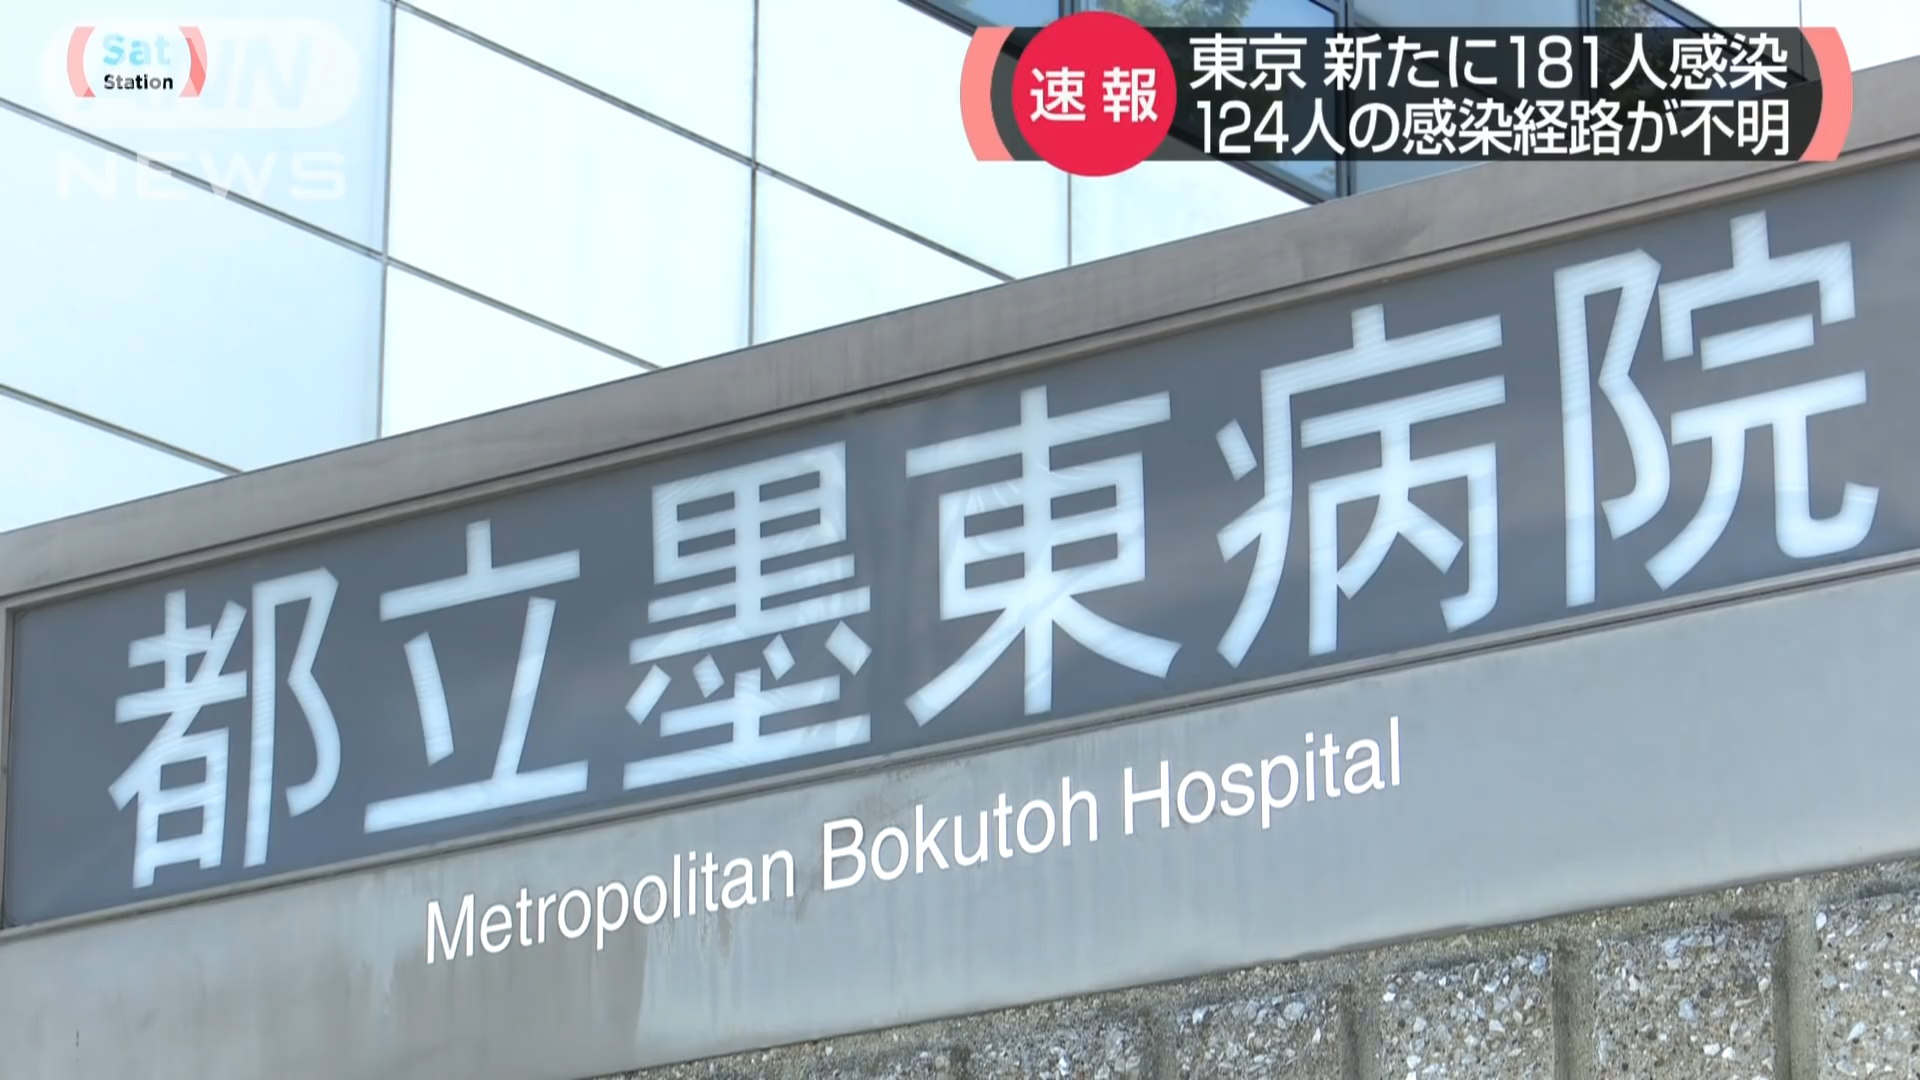 Sat
Station
NEWS
速報
東京 新たに181人感染
124人の感染経路が不明
都立墨東病院
Metropolitan Bokutoh Hospital